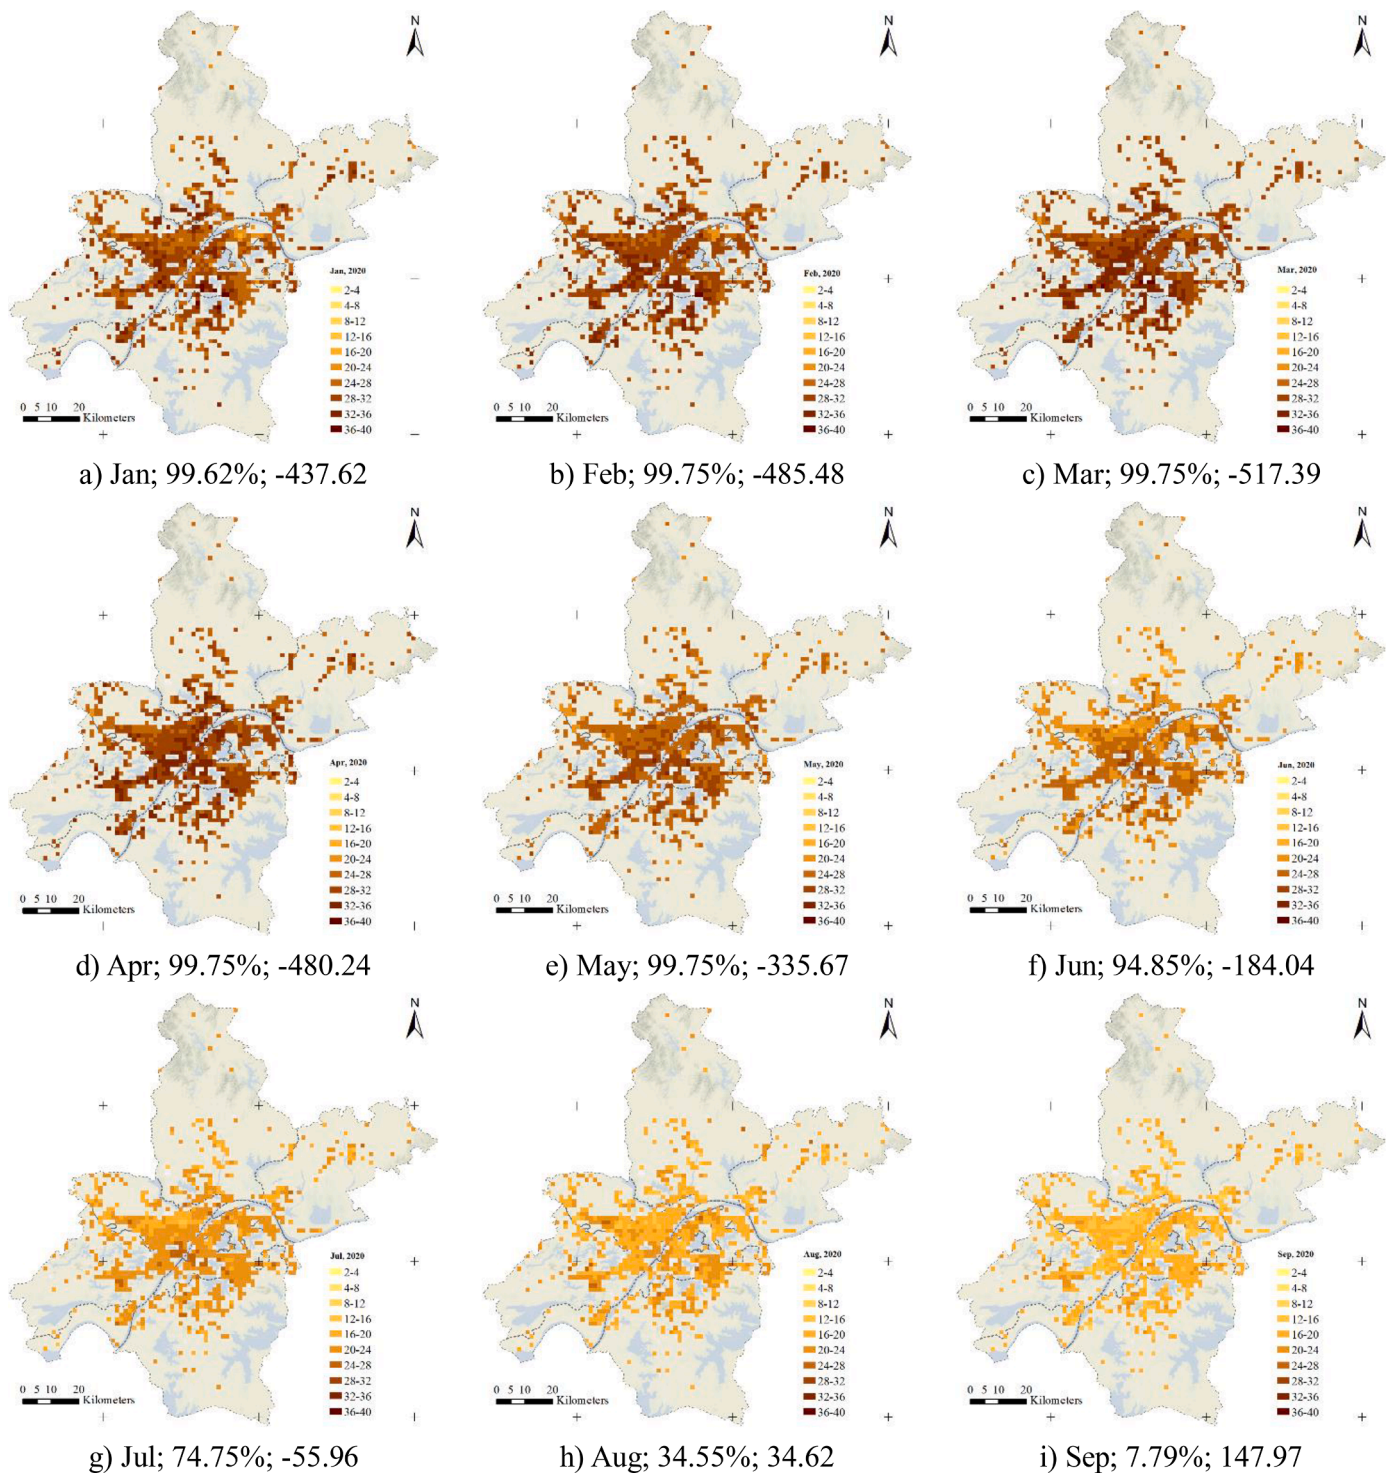 N
N
N
Jan, 2020
2-4
4-8
8-12
12-16
16-20
20-24
24-28
28-32
32-36
36-40
0 5 10 20
Kilometers
Feb, 2020
2-4
4-8
8-12
12-16
16-20
20-24
24-28
28-32
32-36
36-40
0 5 10 20
Kilometers
Mar, 2020
2-4
4-8
8-12
12-16
16-20
20-24
24-28
28-32
32-36
36-40
0 5 10 20
Kilometers
a) Jan; 99.62%; -437.62
b) Feb; 99.75%; -485.48
c) Mar; 99.75%; -517.39
N
N
N
Apr, 2020
2-4
4-8
8-12
12-16
16-20
20-24
24-28
28-32
32-36
36-40
0 5 10 20
Kilometers
May, 2020
2-4
4-8
8-12
12-16
16-20
20-24
24-28
28-32
32-36
36-40
0 5 10 20
Kilometers
Jun, 2020
2-4
4-8
8-12
12-16
16-20
20-24
24-28
28-32
32-36
36-40
0 5 10 20
Kilometers
d) Apr; 99.75%; -480.24
e) May; 99.75%; -335.67
f) Jun; 94.85%; -184.04
N
N
N
Jul, 2020
2-4
4-8
8-12
12-16
16-20
20-24
24-28
28-32
32-36
36-40
0 5 10 20
Kilometers
Aug, 2020
2-4
4-8
8-12
12-16
16-20
20-24
24-28
28-32
32-36
36-40
0 5 10 20
Kilometers
Sep, 2020
2-4
4-8
8-12
12-16
16-20
20-24
24-28
28-32
32-36
36-40
0 5 10 20
Kilometers
g) Jul; 74.75%; -55.96
h) Aug; 34.55%; 34.62
i) Sep; 7.79%; 147.97